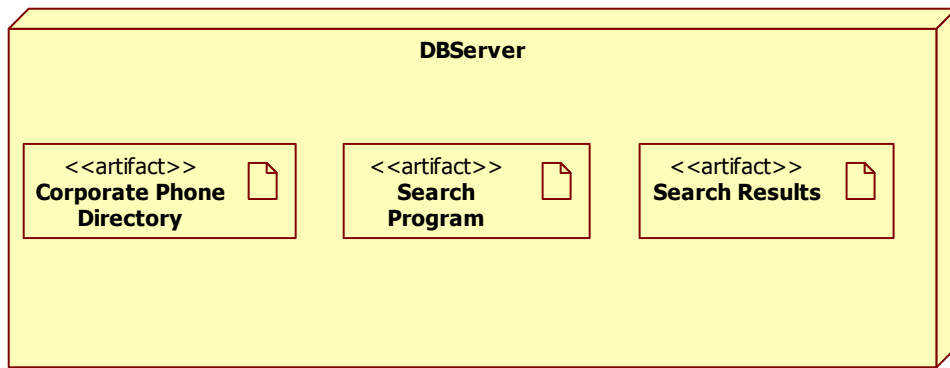 DBServer
<<artifact>>
Corporate Phone
Directory
<<artifact>>
Search
Program
<<artifact>>
Search Results